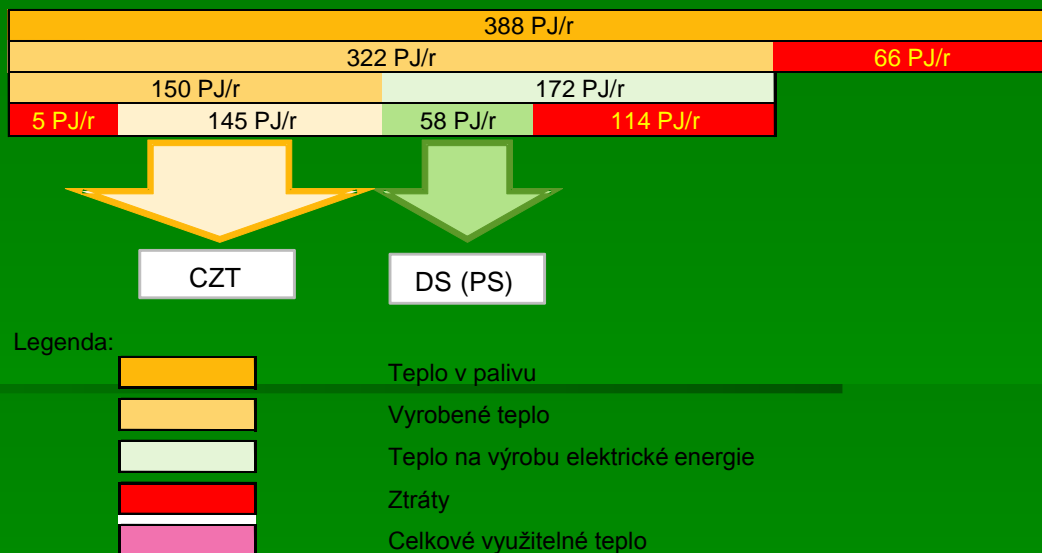 388 PJ/r
322 PJ/r 66 PJ/r
150 PJ/r 172 PJ/r
5 PJ/r 145 PJ/r 58 PJ/r 114 PJ/r
CZT DS (PS)
Legenda:
Teplo v palivu
Vyrobené teplo
Teplo na výrobu elektrické energie
Ztráty
Celkové využitelné teplo